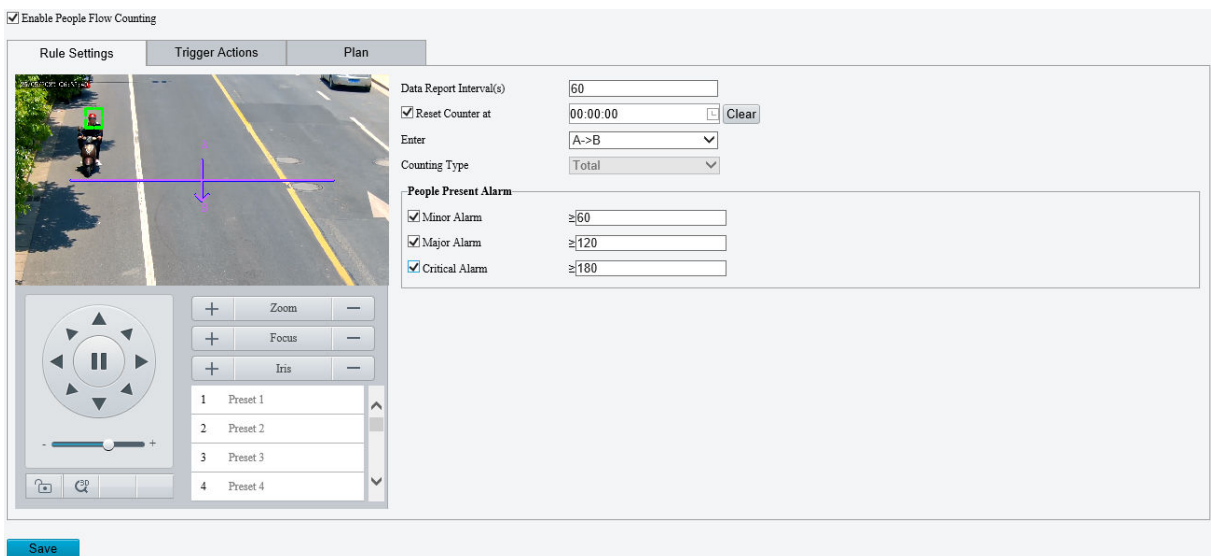 Enable People Flow Counting
Rule Settings
Trigger Actions
Plan
Data Report Interval(s)
60
Reset Counter at
00:00:00
Clear
Enter
A->B
Counting Type
Total
People Present Alarm
Minor Alarm
≥60
Major Alarm
≥120
Critical Alarm
≥180
+ Zoom −
+ Focus −
+ Iris −
1 Preset 1
2 Preset 2
3 Preset 3
4 Preset 4
- +
3D
Save